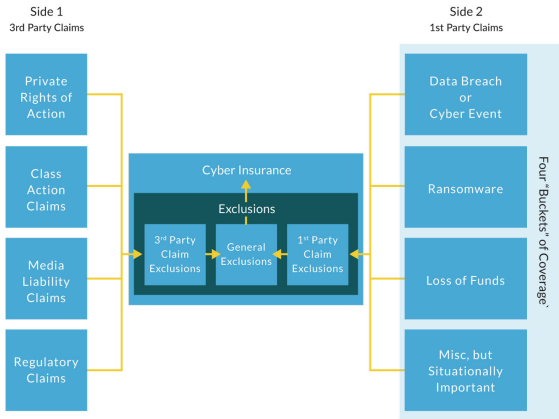 Side 1
3rd Party Claims
Private
Rights of
Action
Class
Action
Claims
Media
Liability
Claims
Regulatory
Claims
Cyber Insurance
Exclusions
3rd Party
Claim
Exclusions
General
Exclusions
1st Party
Claim
Exclusions
Side 2
1st Party Claims
Data Breach
or
Cyber Event
Ransomware
Loss of Funds
Misc, but
Situationally
Important
Four "Buckets" of Coverage`